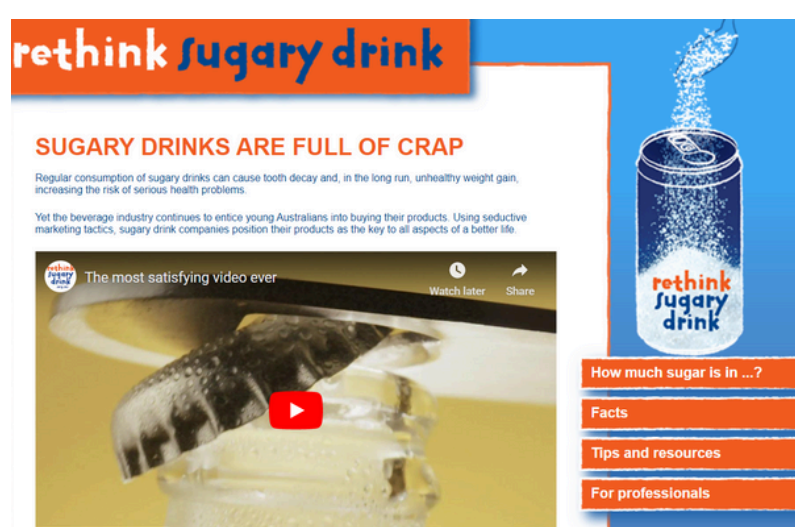 rethink sugary drink
SUGARY DRINKS ARE FULL OF CRAP
Regular consumption of sugary drinks can cause tooth decay and, in the long run, unhealthy weight gain,
increasing the risk of serious health problems.
Yet the beverage industry continues to entice young Australians into buying their products. Using seductive
marketing tactics, sugary drink companies position their products as the key to all aspects of a better life.
rethink
sugary
drink
The most satisfying video ever
Watch later
Share
rethink
sugary
drink
How much sugar is in ...?
Facts
Tips and resources
For professionals